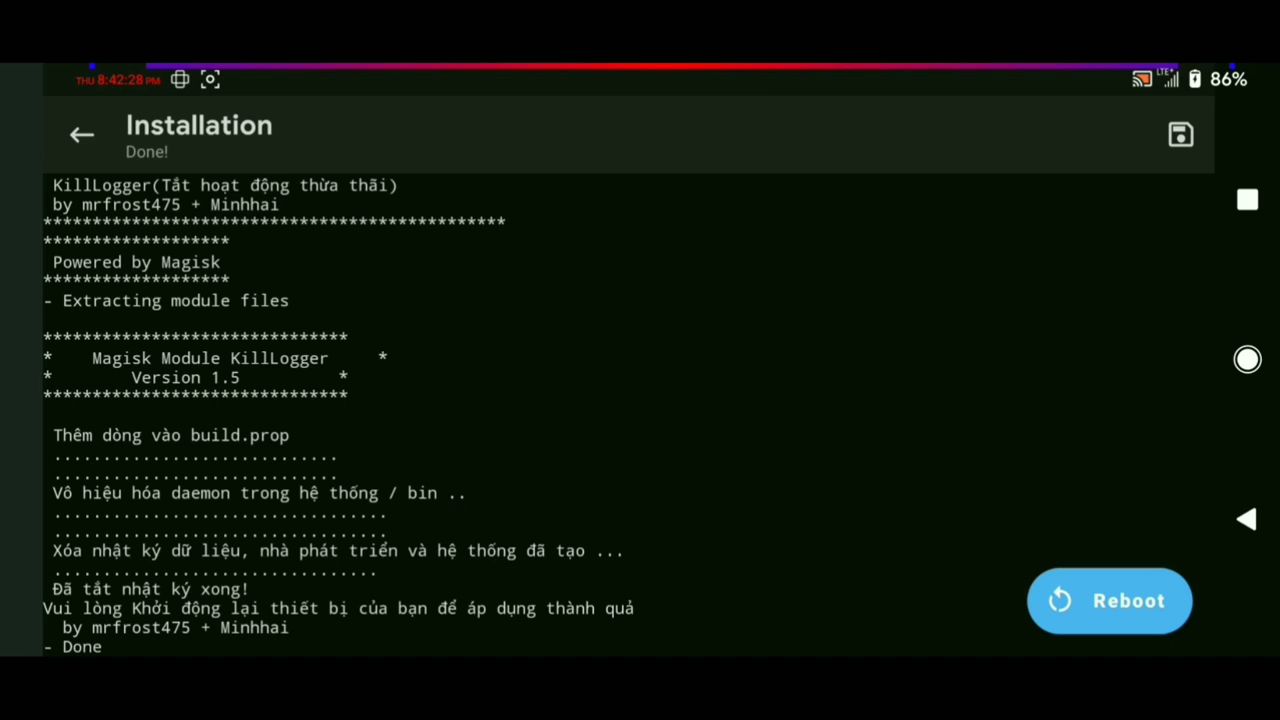 THU 8:42:28 PM
LTE+
86%
Installation
Done!
KillLogger(Tắt hoạt động thừa thãi)
by mrfrost475 + Minhhai
***********************************************
*******************
Powered by Magisk
*******************
- Extracting module files
*******************************
* Magisk Module KillLogger *
* Version 1.5 *
*******************************
Thêm dòng vào build.prop
.............................
.............................
Vô hiệu hóa daemon trong hệ thống / bin ..
..................................
..................................
Xóa nhật ký dữ liệu, nhà phát triển và hệ thống đã tạo ...
.................................
Đã tắt nhật ký xong!
Vui lòng Khởi động lại thiết bị của bạn để áp dụng thành quả
by mrfrost475 + Minhhai
- Done
Reboot